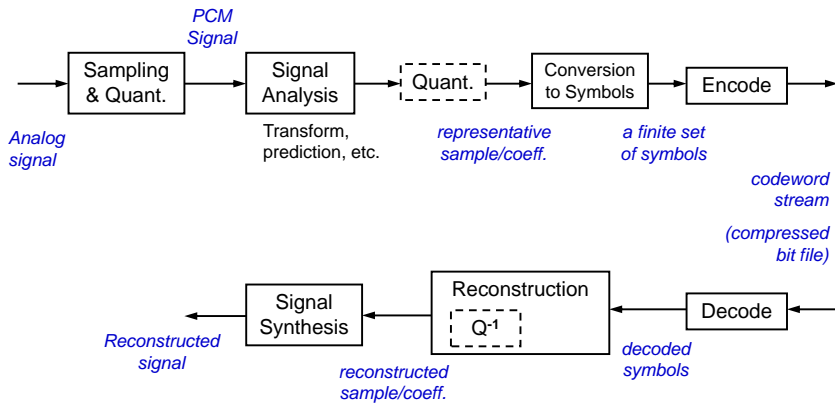 PCM
Signal
Sampling
& Quant.
Signal
Analysis
Quant.
Conversion
to Symbols
Encode
Analog
signal
Transform,
prediction, etc.
representative
sample/coeff.
a finite set
of symbols
codeword
stream
(compressed
bit file)
Signal
Synthesis
Reconstruction
Q-1
Decode
Reconstructed
signal
reconstructed
sample/coeff.
decoded
symbols